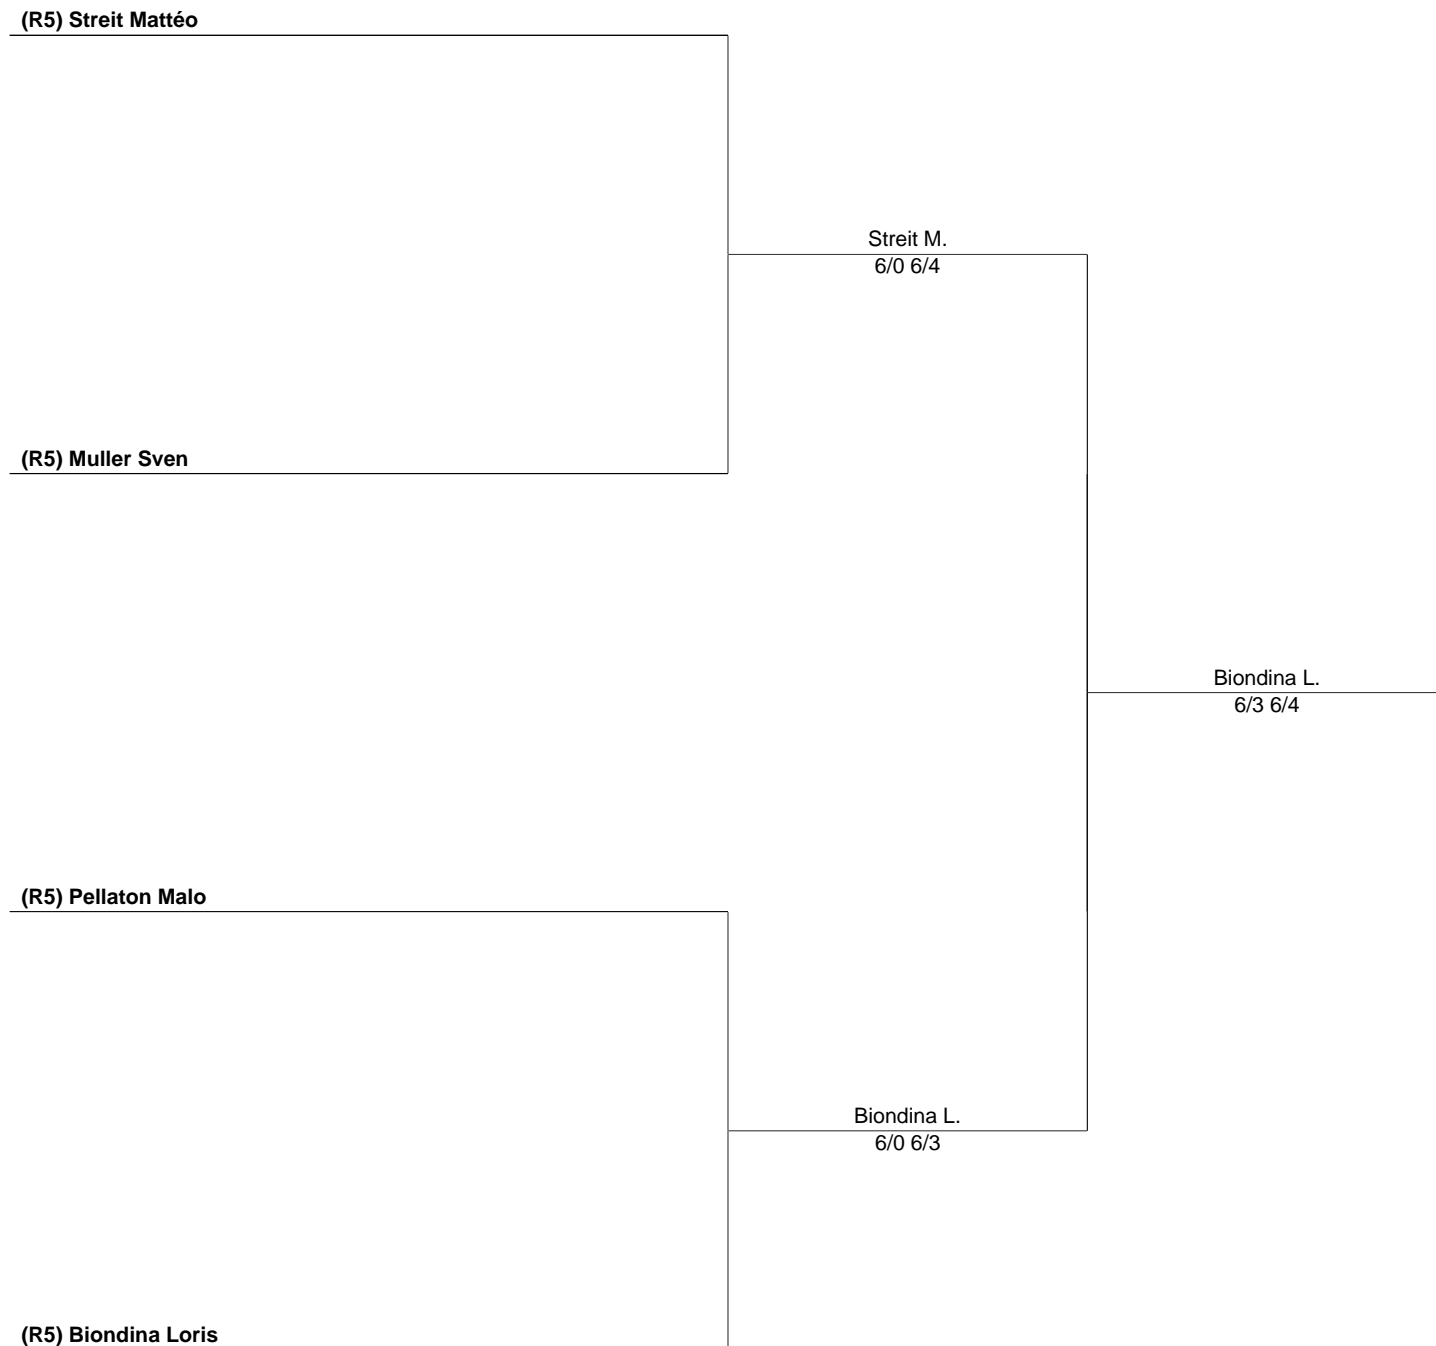 (R5) Streit Mattéo
Streit M.
6/0 6/4
(R5) Muller Sven
Biondina L.
6/3 6/4
(R5) Pellaton Malo
Biondina L.
6/0 6/3
(R5) Biondina Loris